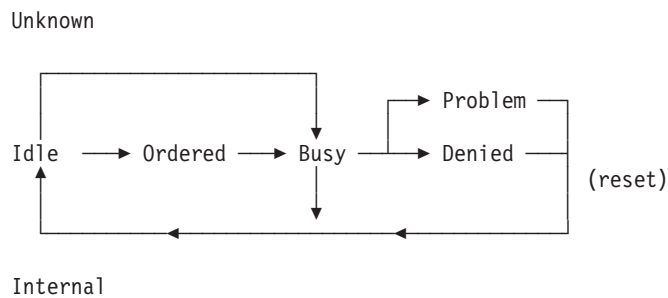 Unknown
Problem
Idle Ordered Busy Denied
(reset)
Internal